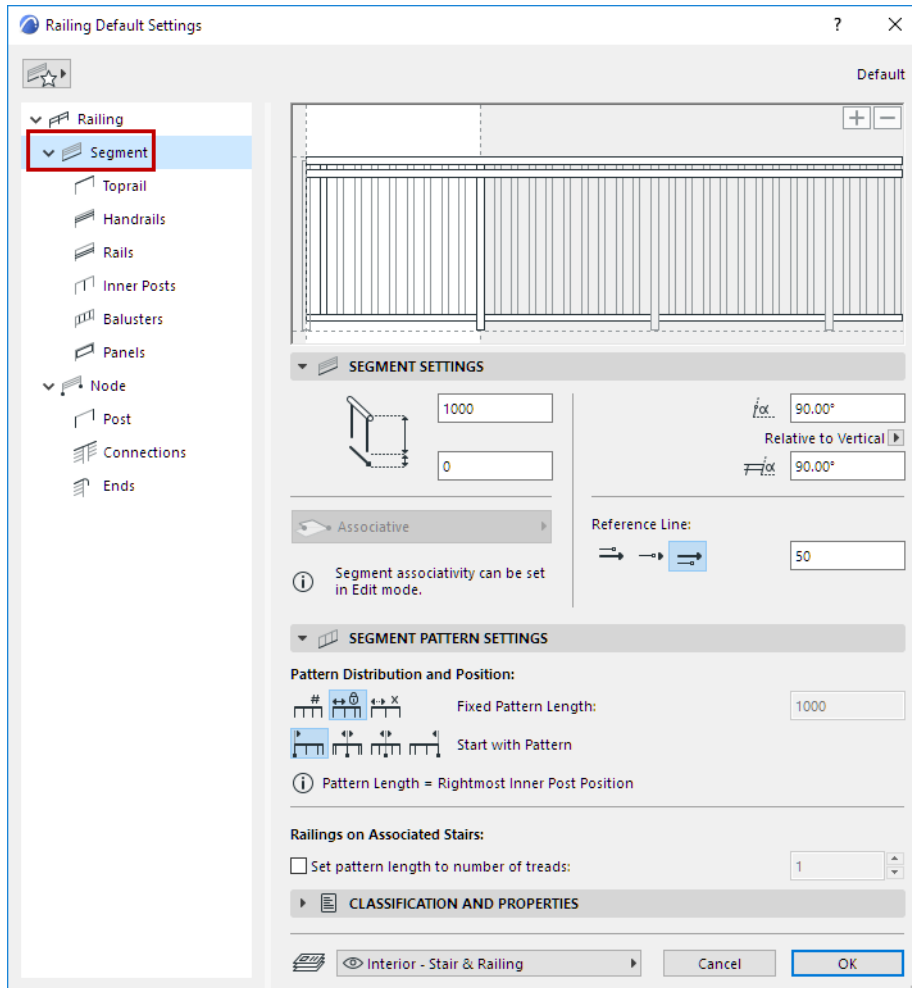 Railing Default Settings
?
Default
Railing
Segment
Toprail
Handrails
Rails
Inner Posts
Balusters
Panels
Node
Post
Connections
Ends
SEGMENT SETTINGS
1000
α 90.00°
Relative to Vertical
0
α 90.00°
Associative
Reference Line:
50
Segment associativity can be set
in Edit mode.
SEGMENT PATTERN SETTINGS
Pattern Distribution and Position:
# x
Fixed Pattern Length:
1000
Start with Pattern
Pattern Length = Rightmost Inner Post Position
Railings on Associated Stairs:
Set pattern length to number of treads:
1
CLASSIFICATION AND PROPERTIES
Interior - Stair & Railing
Cancel
OK